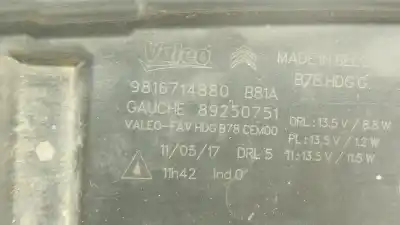 Valeo MADE IN BELG
9816714880 B81A B78.HDG G
GAUCHE 89250751
VALEO-FAV HDG B78 CEM00
DRL : 13.5 V / 8.8 W
PL : 13.5 V / 1.2 W
TI : 13.5 V / 11.5 W
11/05/17 DRL 5
11h42 Ind.0